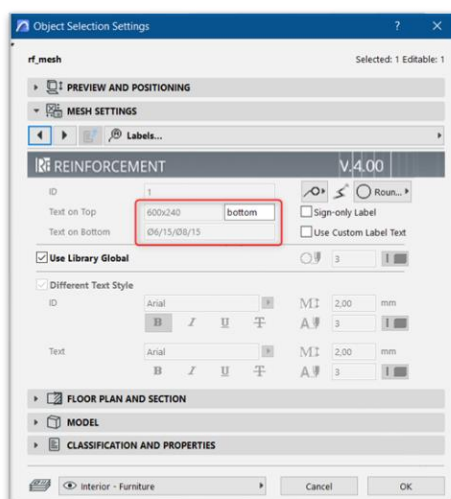 Object Selection Settings ? ×
rf_mesh Selected: 1 Editable: 1
PREVIEW AND POSITIONING
MESH SETTINGS
Labels...
REINFORCEMENT V.4.00
ID 1 Roun...
Text on Top 600x240 bottom Sign-only Label
Text on Bottom Ø6/15/Ø8/15 Use Custom Label Text
Use Library Global 3
Different Text Style
ID Arial 2,00 mm
B I U T 3
Text Arial 2,00 mm
B I U T 3
FLOOR PLAN AND SECTION
MODEL
CLASSIFICATION AND PROPERTIES
Interior - Furniture Cancel OK